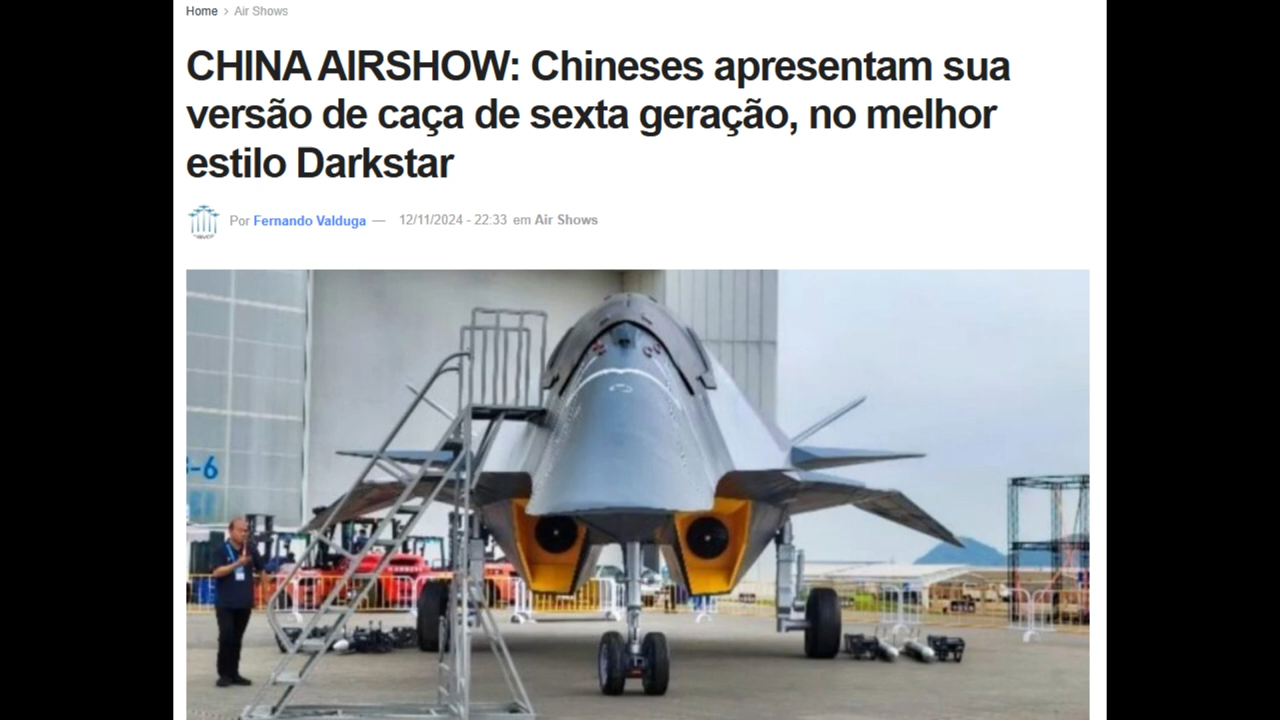 Home > Air Shows
CHINA AIRSHOW: Chineses apresentam sua
versão de caça de sexta geração, no melhor
estilo Darkstar
Por Fernando Valduga — 12/11/2024 - 22:33 em Air Shows
-6